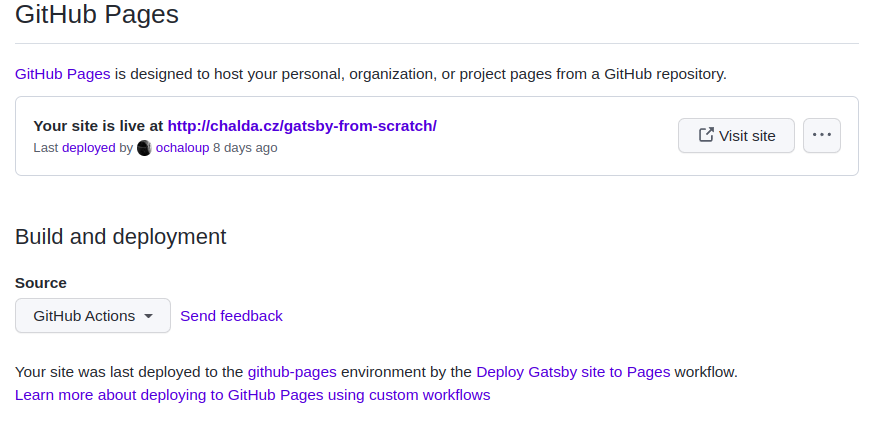 GitHub Pages
GitHub Pages is designed to host your personal, organization, or project pages from a GitHub repository.
Your site is live at http://chalda.cz/gatsby-from-scratch/
Last deployed by ochaloup 8 days ago
Visit site
Build and deployment
Source
GitHub Actions
Send feedback
Your site was last deployed to the github-pages environment by the Deploy Gatsby site to Pages workflow.
Learn more about deploying to GitHub Pages using custom workflows